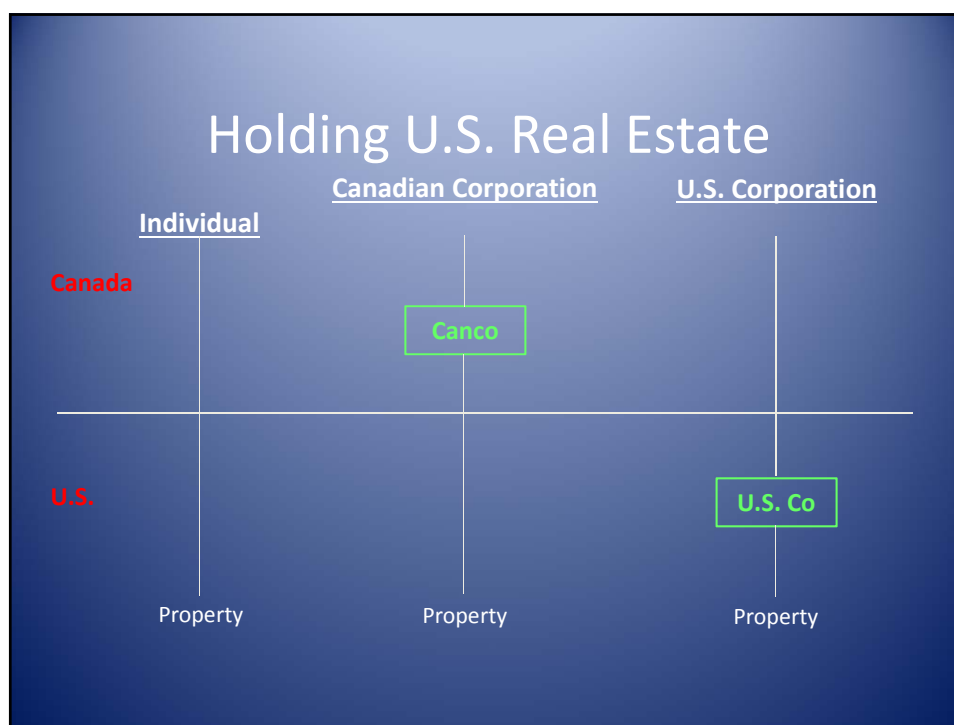 Holding U.S. Real Estate
Individual
Canadian Corporation
U.S. Corporation
Canada
Canco
U.S.
U.S. Co
Property
Property
Property